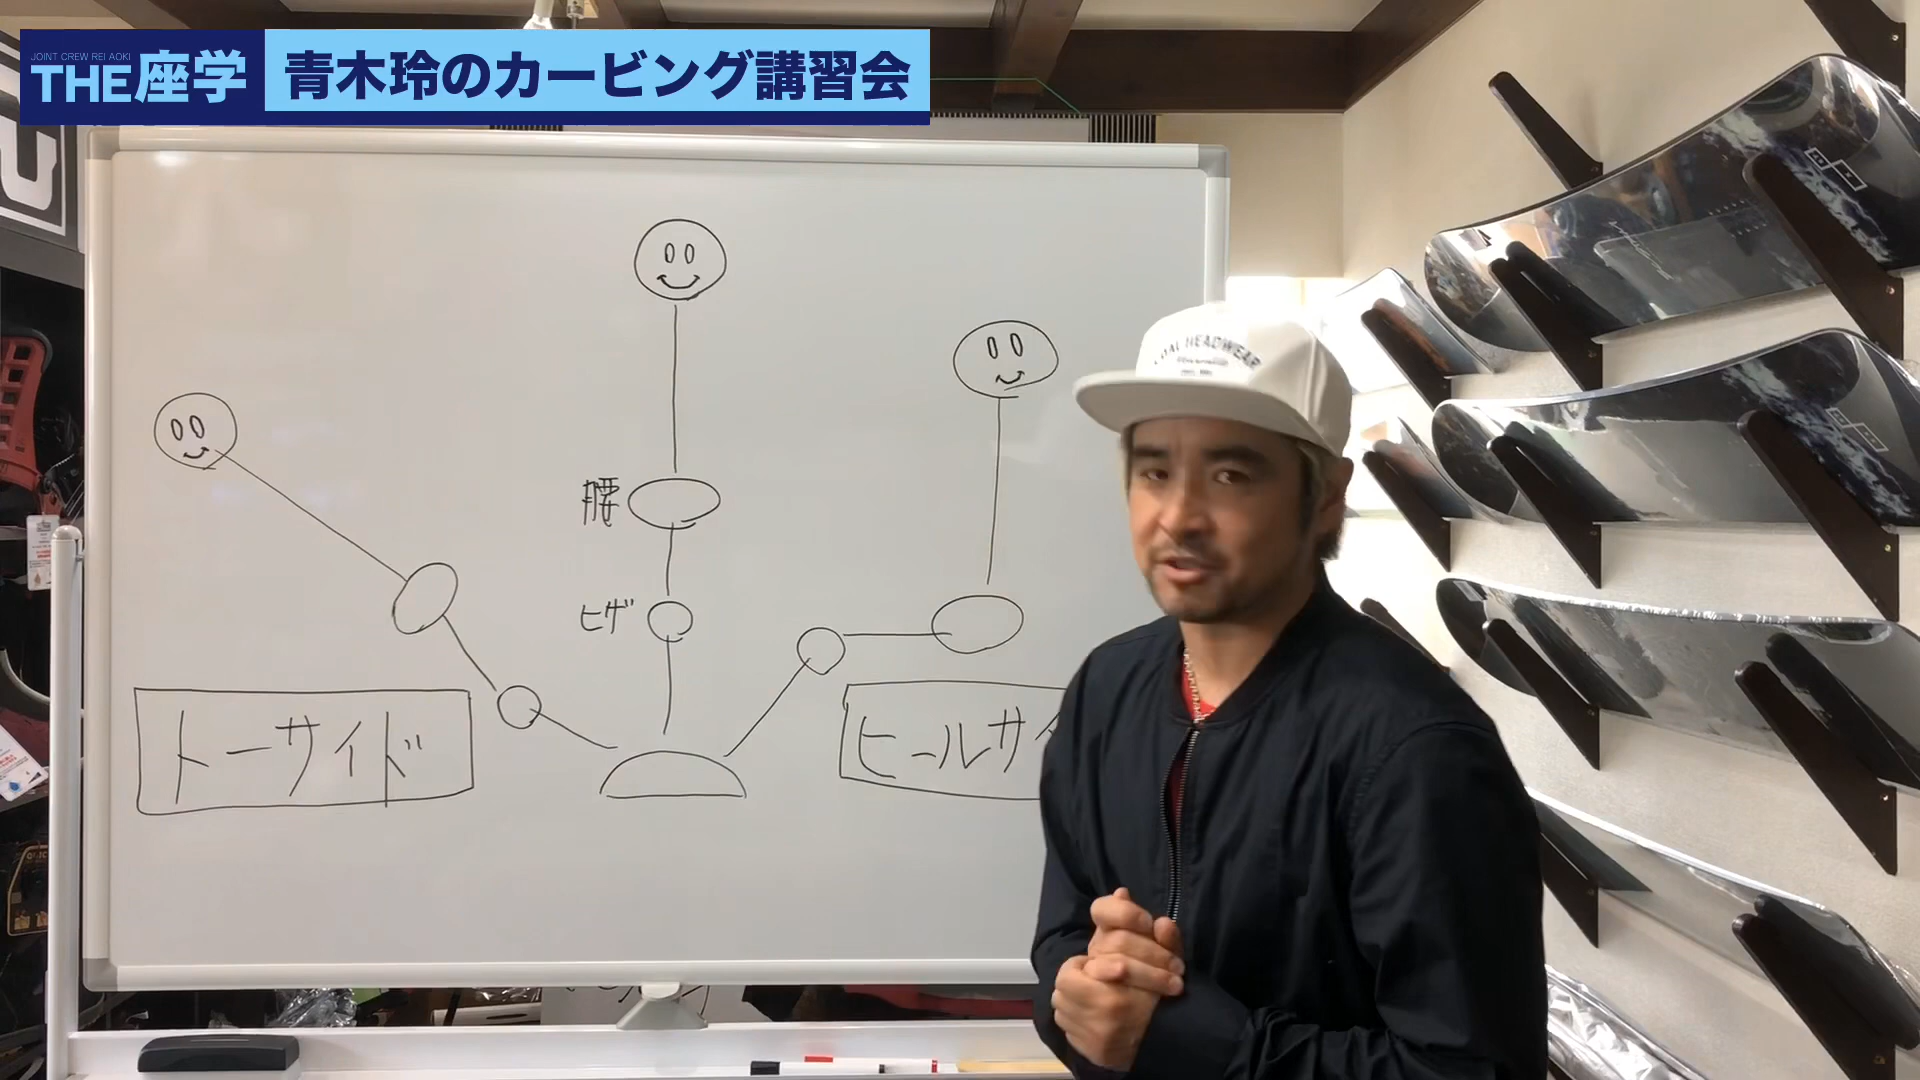 JOINT CREW REI AOKI
THE座学
青木玲のカービング講習会
HEADWEAR
腰
ヒザ
トーサイド
ヒールサイ